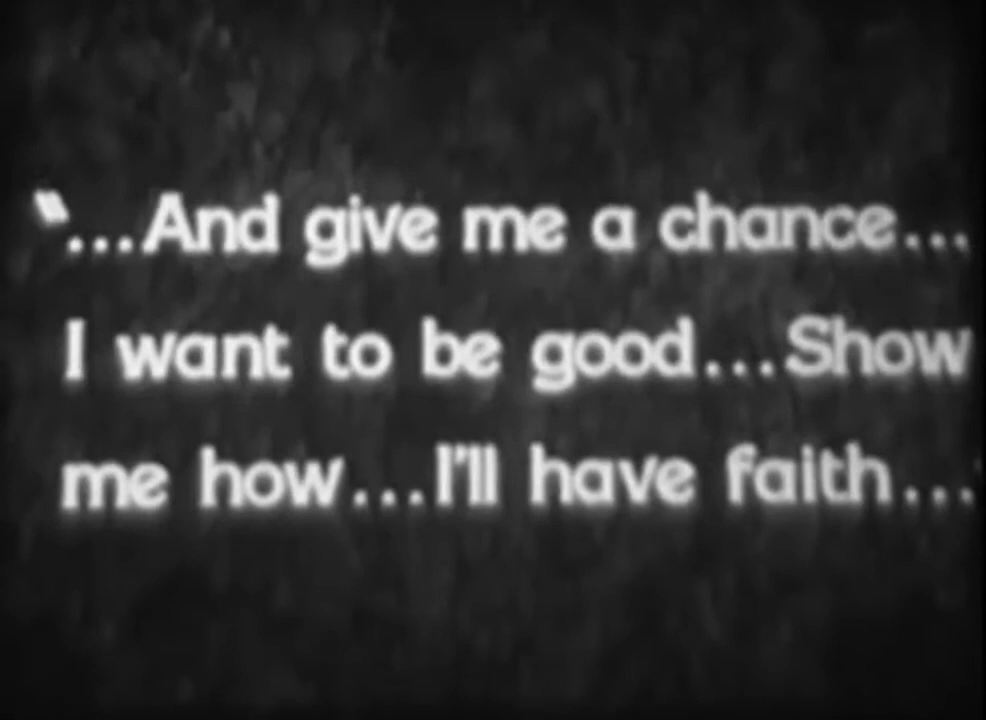 "...And give me a chance...
I want to be good...Show
me how...I'll have faith...